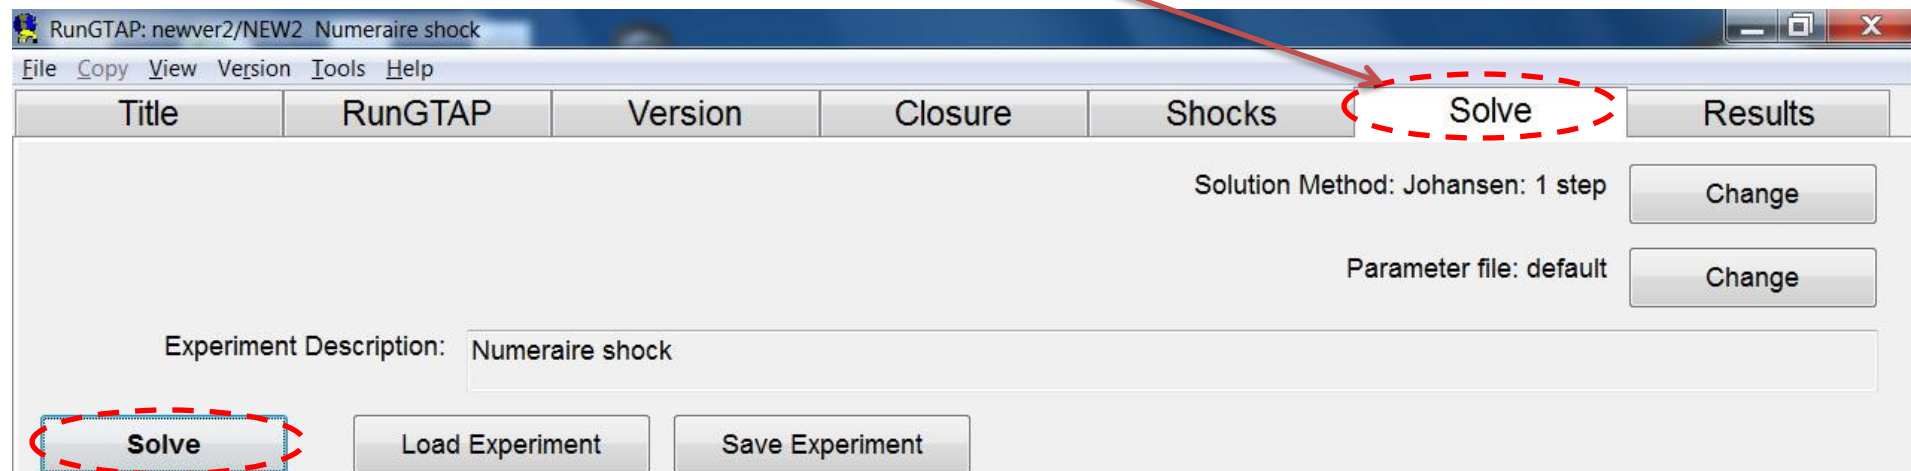 RunGTAP: newver2/NEW2 Numeraire shock
File Copy View Version Tools Help
Title RunGTAP Version Closure Shocks Solve Results
Solution Method: Johansen: 1 step Change
Parameter file: default Change
Experiment Description: Numeraire shock
Solve Load Experiment Save Experiment